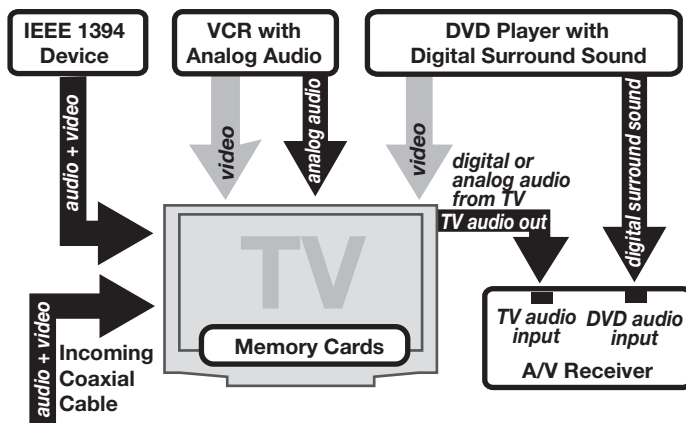 IEEE 1394
Device
VCR with
Analog Audio
DVD Player with
Digital Surround Sound
audio + video
video
analog audio
video
digital surround sound
digital or
analog audio
from TV
TV audio out
TV
Memory Cards
audio + video
Incoming
Coaxial
Cable
TV audio
input
DVD audio
input
A/V Receiver